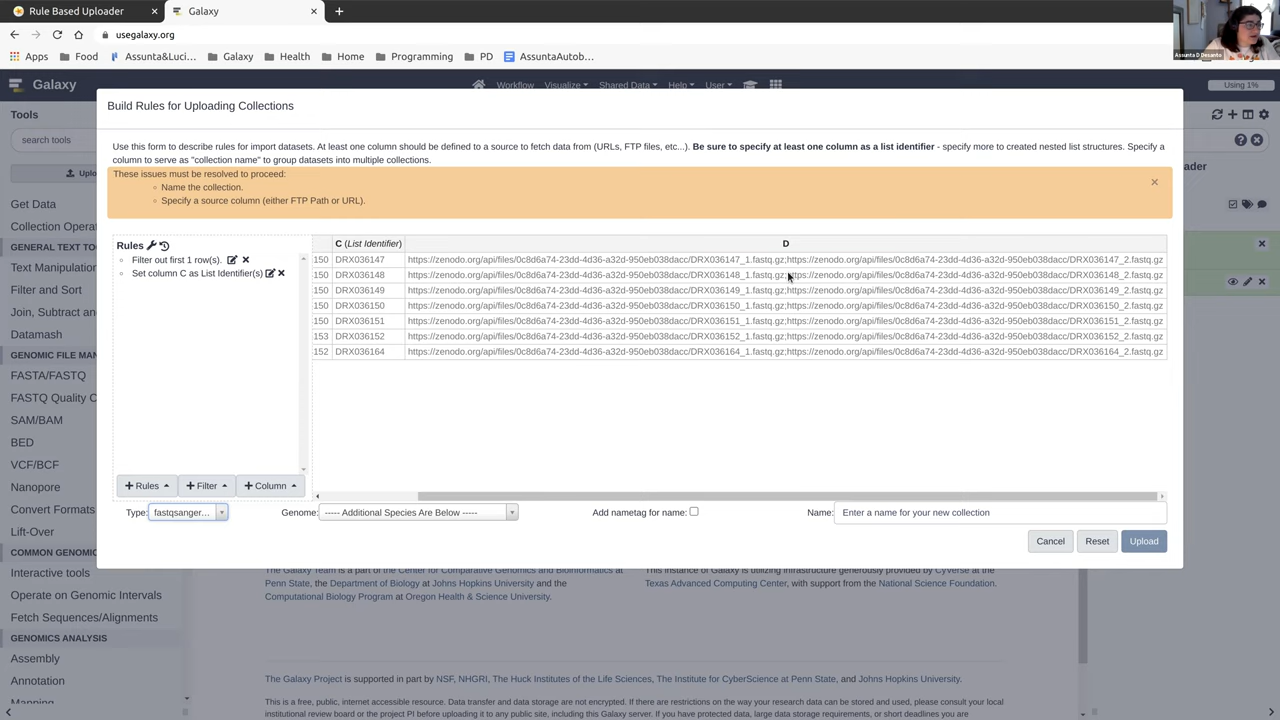 Rule Based Uploader
Galaxy
usegalaxy.org
Apps
Food
Assunta&Luci...
Galaxy
Health
Home
Programming
PD
AssuntaAutob...
Assunta D Desanto
Galaxy
Workflow
Visualize
Shared Data
Help
User
Using 1%
Build Rules for Uploading Collections
Tools
search tools
Use this form to describe rules for import datasets. At least one column should be defined to a source to fetch data from (URLs, FTP files, etc...). Be sure to specify at least one column as a list identifier - specify more to created nested list structures. Specify a
column to serve as "collection name" to group datasets into multiple collections.
These issues must be resolved to proceed:
Name the collection.
Specify a source column (either FTP Path or URL).
Get Data
Collection Opera
GENERAL TEXT TO
Text Manipulation
Filter and Sort
Join, Subtract an
Datamash
GENOMIC FILE MAN
FASTA/FASTQ
FASTQ Quality C
SAM/BAM
BED
VCF/BCF
Nanopore
Convert Formats
Lift-Over
COMMON GENOMIC
Interactive tools
Operate on Genomic Intervals
Fetch Sequences/Alignments
GENOMICS ANALYSIS
Assembly
Annotation
Mapping
Rules
Filter out first 1 row(s).
Set column C as List Identifier(s)
C (List Identifier) D
150 DRX036147 https://zenodo.org/api/files/0c8d6a74-23dd-4d36-a32d-950eb038dacc/DRX036147_1.fastq.gz;https://zenodo.org/api/files/0c8d6a74-23dd-4d36-a32d-950eb038dacc/DRX036147_2.fastq.gz
150 DRX036148 https://zenodo.org/api/files/0c8d6a74-23dd-4d36-a32d-950eb038dacc/DRX036148_1.fastq.gz;https://zenodo.org/api/files/0c8d6a74-23dd-4d36-a32d-950eb038dacc/DRX036148_2.fastq.gz
150 DRX036149 https://zenodo.org/api/files/0c8d6a74-23dd-4d36-a32d-950eb038dacc/DRX036149_1.fastq.gz;https://zenodo.org/api/files/0c8d6a74-23dd-4d36-a32d-950eb038dacc/DRX036149_2.fastq.gz
150 DRX036150 https://zenodo.org/api/files/0c8d6a74-23dd-4d36-a32d-950eb038dacc/DRX036150_1.fastq.gz;https://zenodo.org/api/files/0c8d6a74-23dd-4d36-a32d-950eb038dacc/DRX036150_2.fastq.gz
150 DRX036151 https://zenodo.org/api/files/0c8d6a74-23dd-4d36-a32d-950eb038dacc/DRX036151_1.fastq.gz;https://zenodo.org/api/files/0c8d6a74-23dd-4d36-a32d-950eb038dacc/DRX036151_2.fastq.gz
153 DRX036152 https://zenodo.org/api/files/0c8d6a74-23dd-4d36-a32d-950eb038dacc/DRX036152_1.fastq.gz;https://zenodo.org/api/files/0c8d6a74-23dd-4d36-a32d-950eb038dacc/DRX036152_2.fastq.gz
152 DRX036164 https://zenodo.org/api/files/0c8d6a74-23dd-4d36-a32d-950eb038dacc/DRX036164_1.fastq.gz;https://zenodo.org/api/files/0c8d6a74-23dd-4d36-a32d-950eb038dacc/DRX036164_2.fastq.gz
Rules
Filter
Column
Type: fastqsanger...
Genome: ----- Additional Species Are Below -----
Add nametag for name:
Name: Enter a name for your new collection
Cancel
Reset
Upload
The Galaxy Team is a part of the Center for Comparative Genomics and Bioinformatics at
Penn State, the Department of Biology at Johns Hopkins University and the
Computational Biology Program at Oregon Health & Science University.
This instance of Galaxy is utilizing infrastructure generously provided by CyVerse at the
Texas Advanced Computing Center, with support from the National Science Foundation.
The Galaxy Project is supported in part by NSF, NHGRI, The Huck Institutes of the Life Sciences, The Institute for CyberScience at Penn State, and Johns Hopkins University.
This is a free, public, internet accessible resource. Data transfer and data storage are not encrypted. If there are restrictions on the way your research data can be stored and used, please consult your local
institutional review board or the project PI before uploading it to any public site, including this Galaxy server. If you have protected data, large data storage requirements, or short deadlines you are